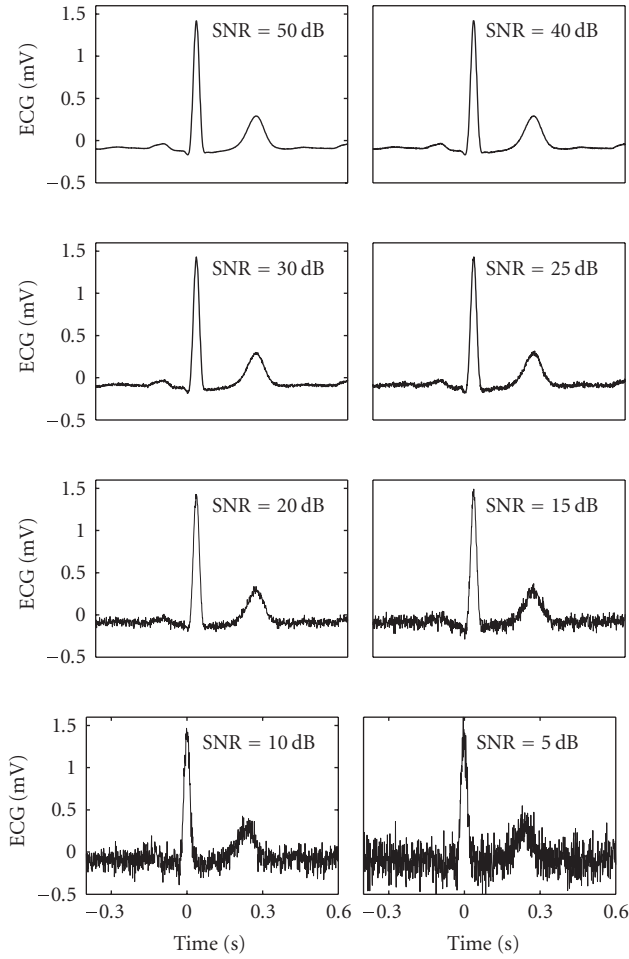 1.5
1
0.5
0
−0.5
ECG (mV)
SNR = 50 dB
SNR = 40 dB
1.5
1
0.5
0
−0.5
ECG (mV)
SNR = 30 dB
SNR = 25 dB
1.5
1
0.5
0
−0.5
ECG (mV)
SNR = 20 dB
SNR = 15 dB
1.5
1
0.5
0
−0.5
ECG (mV)
SNR = 10 dB
SNR = 5 dB
−0.3 0 0.3 0.6
−0.3 0 0.3 0.6
Time (s)
Time (s)